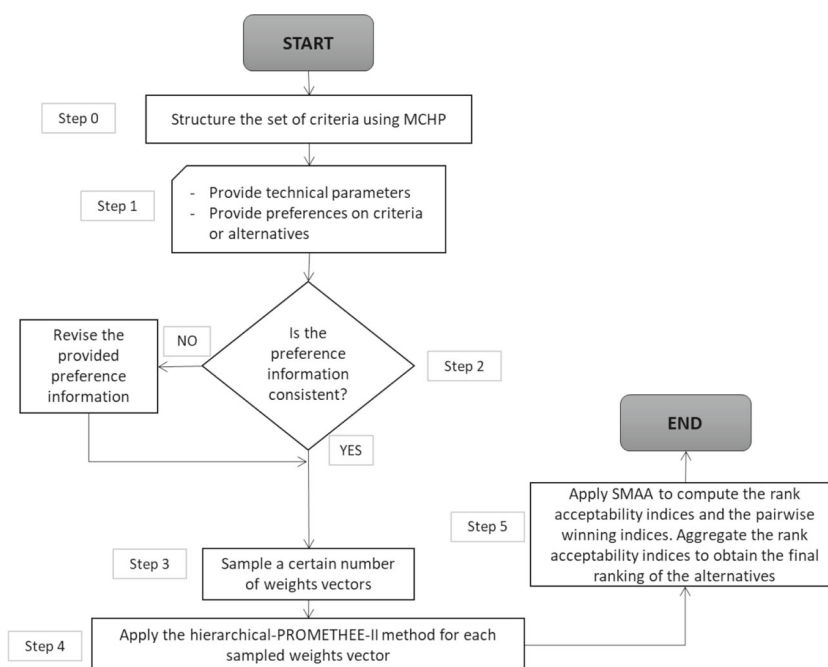 START
Step 0
Structure the set of criteria using MCHP
Step 1
- Provide technical parameters
- Provide preferences on criteria
or alternatives
Is the
preference
information
consistent?
Step 2
NO
Revise the
provided
preference
information
YES
Step 3
Sample a certain number
of weights vectors
Step 4
Apply the hierarchical-PROMETHEE-II method for each
sampled weights vector
Step 5
Apply SMAA to compute the rank
acceptability indices and the pairwise
winning indices. Aggregate the rank
acceptability indices to obtain the final
ranking of the alternatives
END